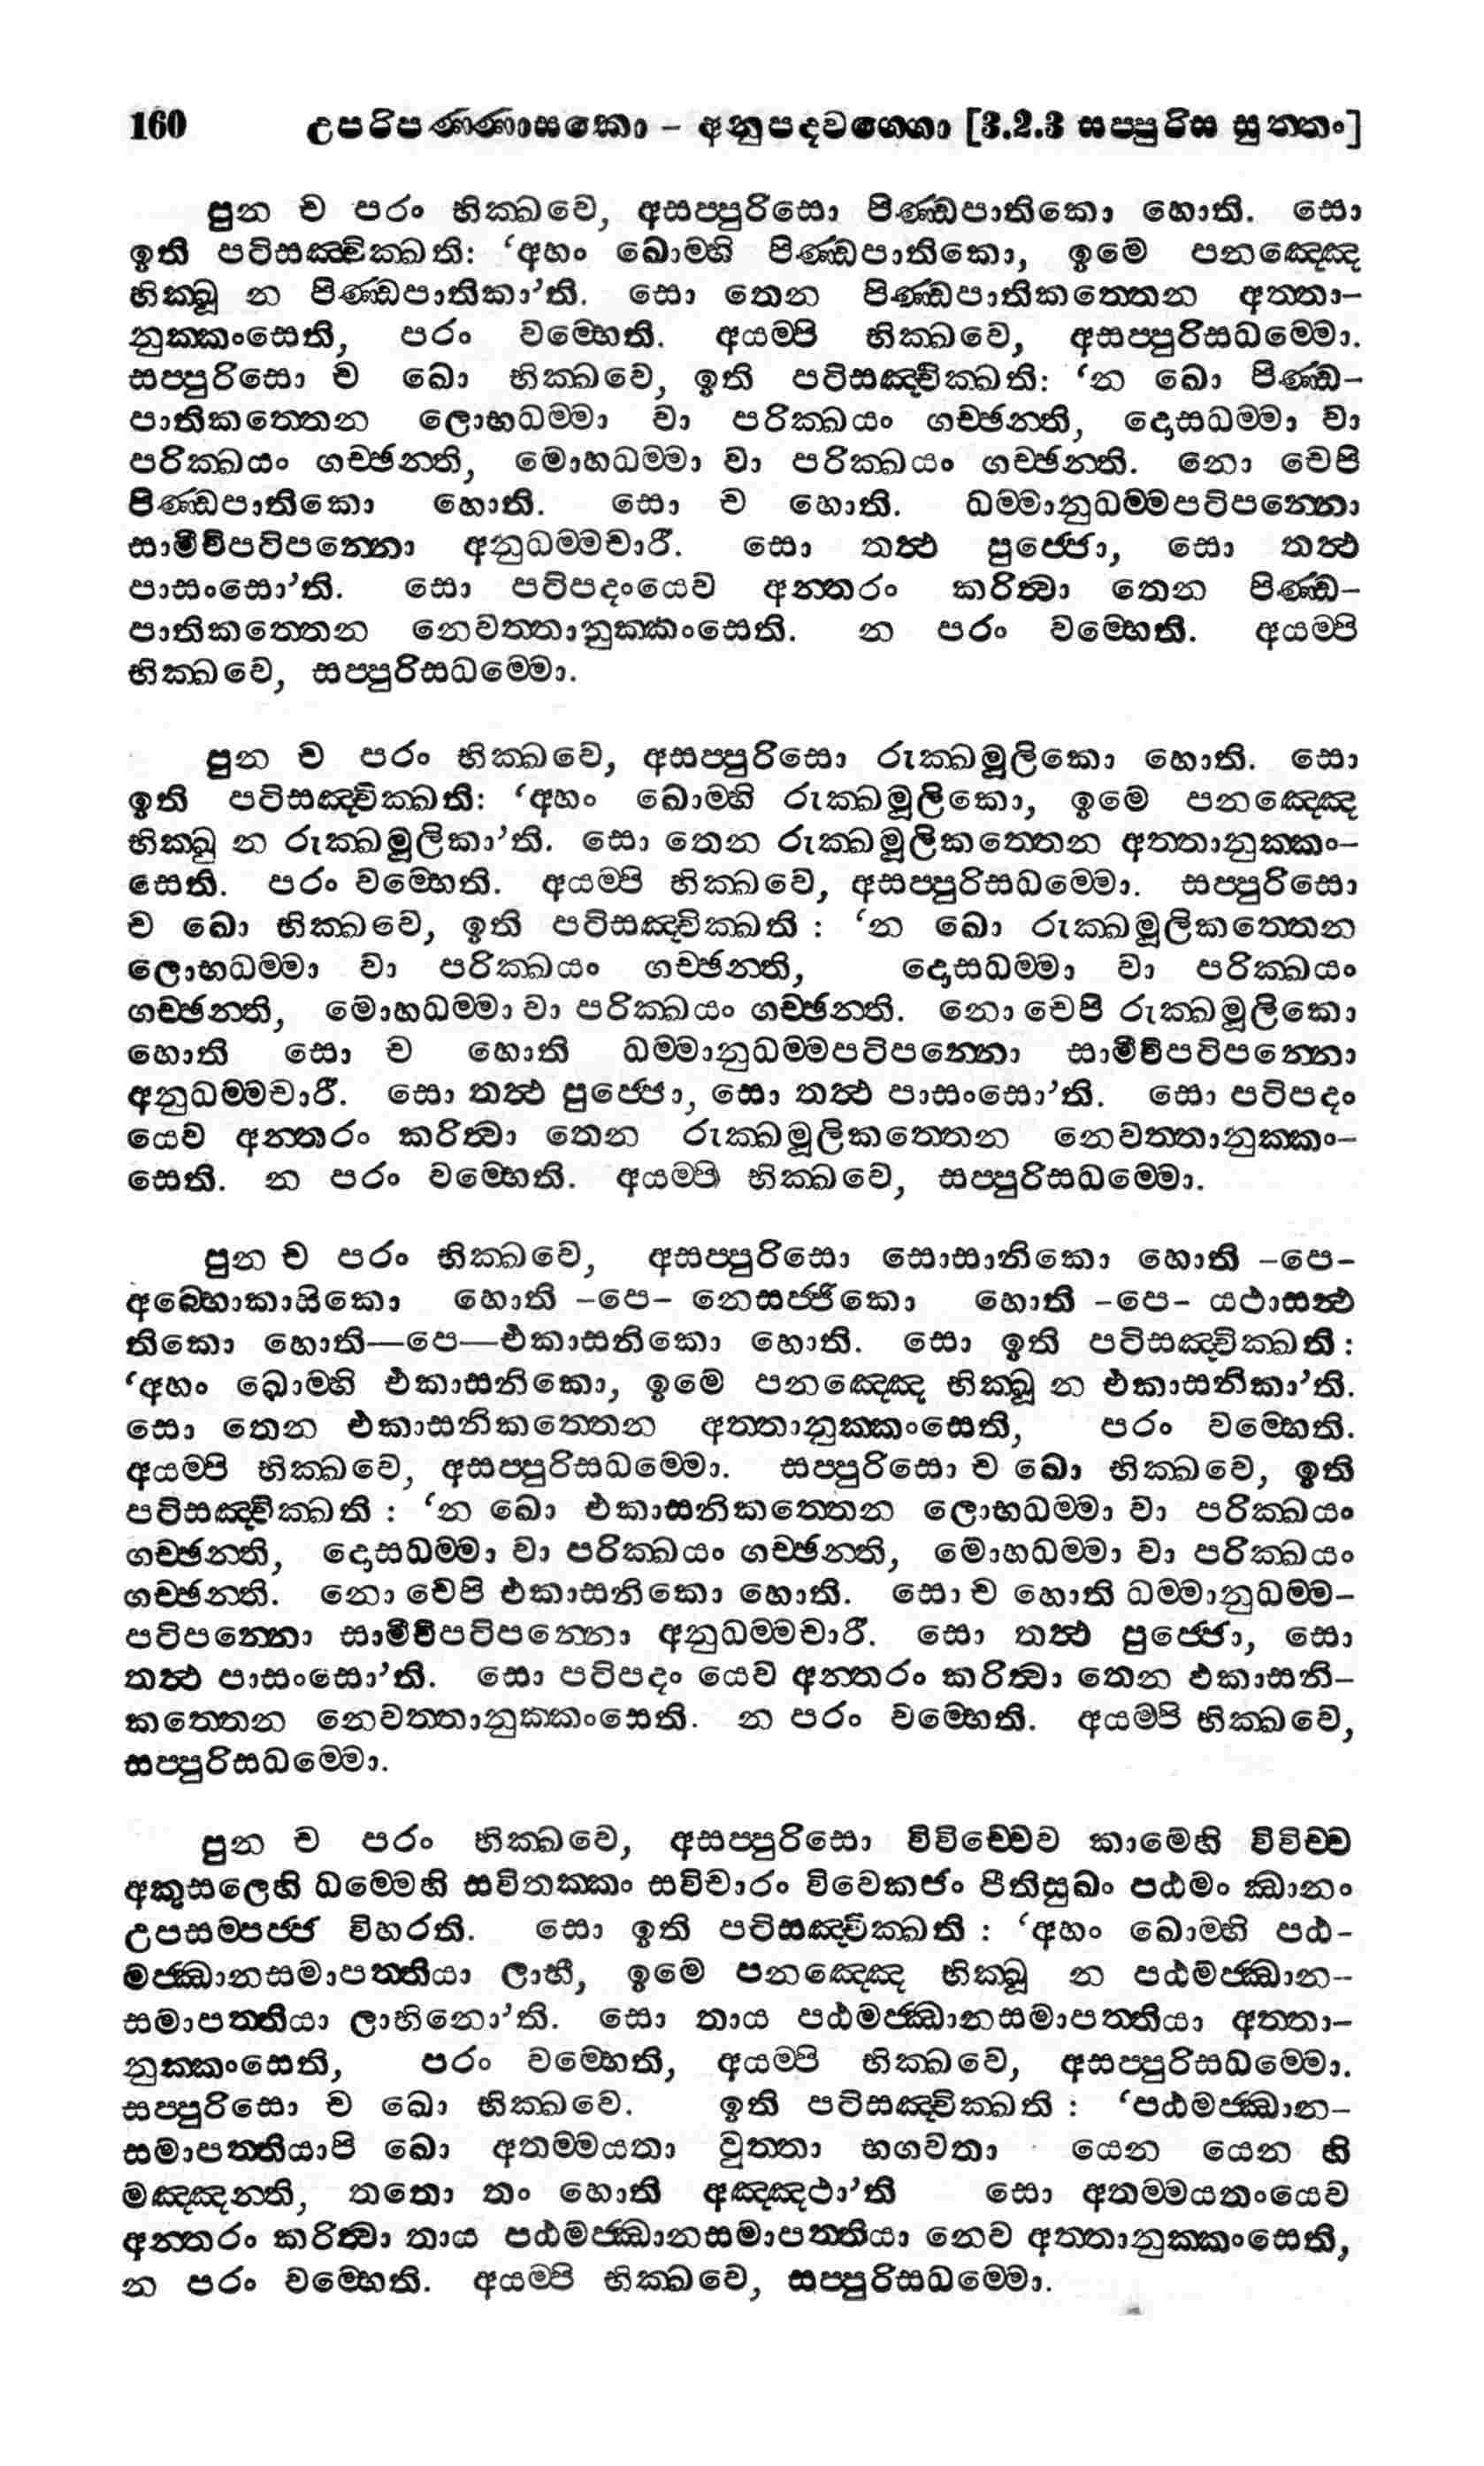 160 උපරිපණ්ණාසකො – අනුපදවග්ගො [3.2.3 සප්පුරිස සුත්තං]
පුන ච පරං භික්ඛවෙ, අසප්පුරිසො පිණ්ඩපාතිකො හොති. සො
ඉති පටිසඤ්චික්ඛති: ‘අහං ඛොම්හි පිණ්ඩපාතිකො, ඉමෙ පනඤ්ඤෙ
භික්ඛූ න පිණ්ඩපාතිකා’ති. සො තෙන පිණ්ඩපාතිකත්තෙන අත්තා-
නුක්කංසෙති, පරං වම්භෙති. අයම්පි භික්ඛවෙ, අසප්පුරිසධම්මො.
සප්පුරිසො ච ඛො භික්ඛවෙ, ඉති පටිසඤ්චික්ඛති: ‘න ඛො පිණ්ඩ-
පාතිකත්තෙන ලොභධම්මා වා පරික්ඛයං ගච්ඡන්ති, දොසධම්මා වා
පරික්ඛයං ගච්ඡන්ති, මොහධම්මා වා පරික්ඛයං ගච්ඡන්ති. නො චෙපි
පිණ්ඩපාතිකො හොති. සො ච හොති. ධම්මානුධම්මපටිපන්නො
සාමීචිපටිපන්නො අනුධම්මචාරී. සො තත්ථ පුජ්ජො, සො තත්ථ
පාසංසො’ති. සො පටිපදංයෙව අන්තරං කරිත්වා තෙන පිණ්ඩ-
පාතිකත්තෙන නෙවත්තානුක්කංසෙති. න පරං වම්භෙති. අයම්පි
භික්ඛවෙ, සප්පුරිසධම්මො.
පුන ච පරං භික්ඛවෙ, අසප්පුරිසො රුක්ඛමූලිකො හොති. සො
ඉති පටිසඤ්චික්ඛති: ‘අහං ඛොම්හි රුක්ඛමූලිකො, ඉමෙ පනඤ්ඤෙ
භික්ඛු න රුක්ඛමූලිකා’ති. සො තෙන රුක්ඛමූලිකත්තෙන අත්තානුක්කං-
සෙති. පරං වම්භෙති. අයම්පි භික්ඛවෙ, අසප්පුරිසධම්මො. සප්පුරිසො
ච ඛො භික්ඛවෙ, ඉති පටිසඤ්චික්ඛති : ‘න ඛො රුක්ඛමූලිකත්තෙන
ලොභධම්මා වා පරික්ඛයං ගච්ඡන්ති, දොසධම්මා වා පරික්ඛයං
ගච්ඡන්ති, මොහධම්මා වා පරික්ඛයං ගච්ඡන්ති. නො චෙපි රුක්ඛමූලිකො
හොති සො ච හොති ධම්මානුධම්මපටිපන්නො සාමීචිපටිපන්නො
අනුධම්මචාරී. සො තත්ථ පුජ්ජො, සො තත්ථ පාසංසො’ති. සො පටිපදං
යෙව අන්තරං කරිත්වා තෙන රුක්ඛමූලිකත්තෙන නෙවත්තානුක්කං-
සෙති. න පරං වම්භෙති. අයම්පි භික්ඛවෙ, සප්පුරිසධම්මො.
පුන ච පරං භික්ඛවෙ, අසප්පුරිසො සොසානිකො හොති -පෙ-
අබ්භොකාසිකො හොති -පෙ- නෙසජ්ජිකො හොති -පෙ- යථාසන්ථ
තිකො හොති—පෙ—එකාසනිකො හොති. සො ඉති පටිසඤ්චික්ඛති :
‘අහං ඛොම්හි එකාසනිකො, ඉමෙ පනඤ්ඤෙ භික්ඛූ න එකාසනිකා’ති.
සො තෙන එකාසනිකත්තෙන අත්තානුක්කංසෙති, පරං වම්භෙති.
අයම්පි භික්ඛවෙ, අසප්පුරිසධම්මො. සප්පුරිසො ච ඛො භික්ඛවෙ, ඉති
පටිසඤ්චික්ඛති : ‘න ඛො එකාසනිකත්තෙන ලොභධම්මා වා පරික්ඛයං
ගච්ඡන්ති, දොසධම්මා වා පරික්ඛයං ගච්ඡන්ති, මොහධම්මා වා පරික්ඛයං
ගච්ඡන්ති. නො චෙපි එකාසනිකො හොති. සො ච හොති ධම්මානුධම්ම-
පටිපන්නො සාමීචිපටිපන්නො අනුධම්මචාරී. සො තත්ථ පුජ්ජො, සො
තත්ථ පාසංසො’ති. සො පටිපදං යෙව අන්තරං කරිත්වා තෙන එකාසනි-
කත්තෙන නෙවත්තානුක්කංසෙති. න පරං වම්භෙති. අයම්පි භික්ඛවෙ,
සප්පුරිසධම්මො.
පුන ච පරං භික්ඛවෙ, අසප්පුරිසො විවිච්චෙව කාමෙහි විවිච්ච
අකුසලෙහි ධම්මෙහි සවිතක්කං සවිචාරං විවෙකජං පීතිසුඛං පඨමං ඣානං
උපසම්පජ්ජ විහරති. සො ඉති පටිසඤ්චික්ඛති : ‘අහං ඛොම්හි පඨ-
මජ්ඣානසමාපත්තියා ලාභී, ඉමෙ පනඤ්ඤෙ භික්ඛූ න පඨමජ්ඣාන-
සමාපත්තියා ලාභිනො’ති. සො තාය පඨමජ්ඣානසමාපත්තියා අත්තා-
නුක්කංසෙති, පරං වම්භෙති, අයම්පි භික්ඛවෙ, අසප්පුරිසධම්මො.
සප්පුරිසො ච ඛො භික්ඛවෙ. ඉති පටිසඤ්චික්ඛති : ‘පඨමජ්ඣාන-
සමාපත්තියාපි ඛො අතම්මයතා වුත්තා භගවතා යෙන යෙන හි
මඤ්ඤන්ති, තතො තං හොති අඤ්ඤථා’ති සො අතම්මයතංයෙව
අන්තරං කරිත්වා තාය පඨමජ්ඣානසමාපත්තියා නෙව අත්තානුක්කංසෙති,
න පරං වම්භෙති. අයම්පි භික්ඛවෙ, සප්පුරිසධම්මො.